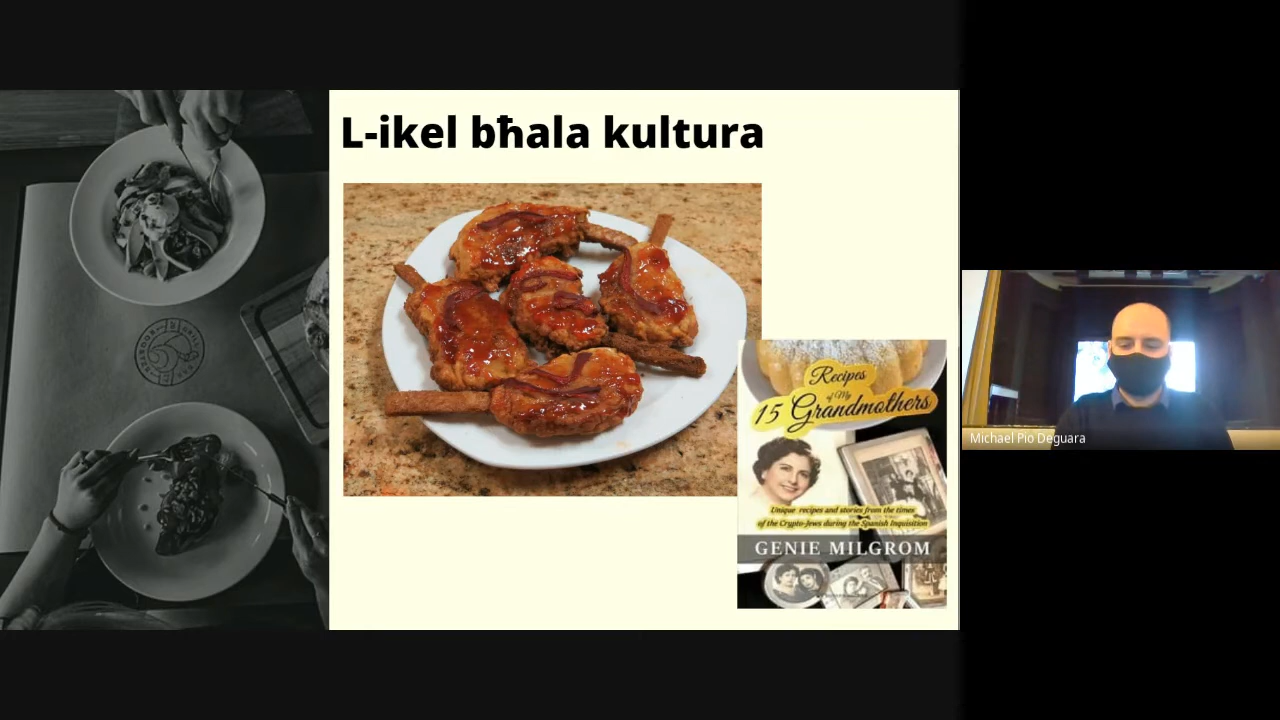 L-ikel bħala kultura
Recipes
of My
15 Grandmothers
Unique recipes and stories from the times
of the Crypto-Jews during the Spanish Inquisition
GENIE MILGROM
Michael Pio Deguara